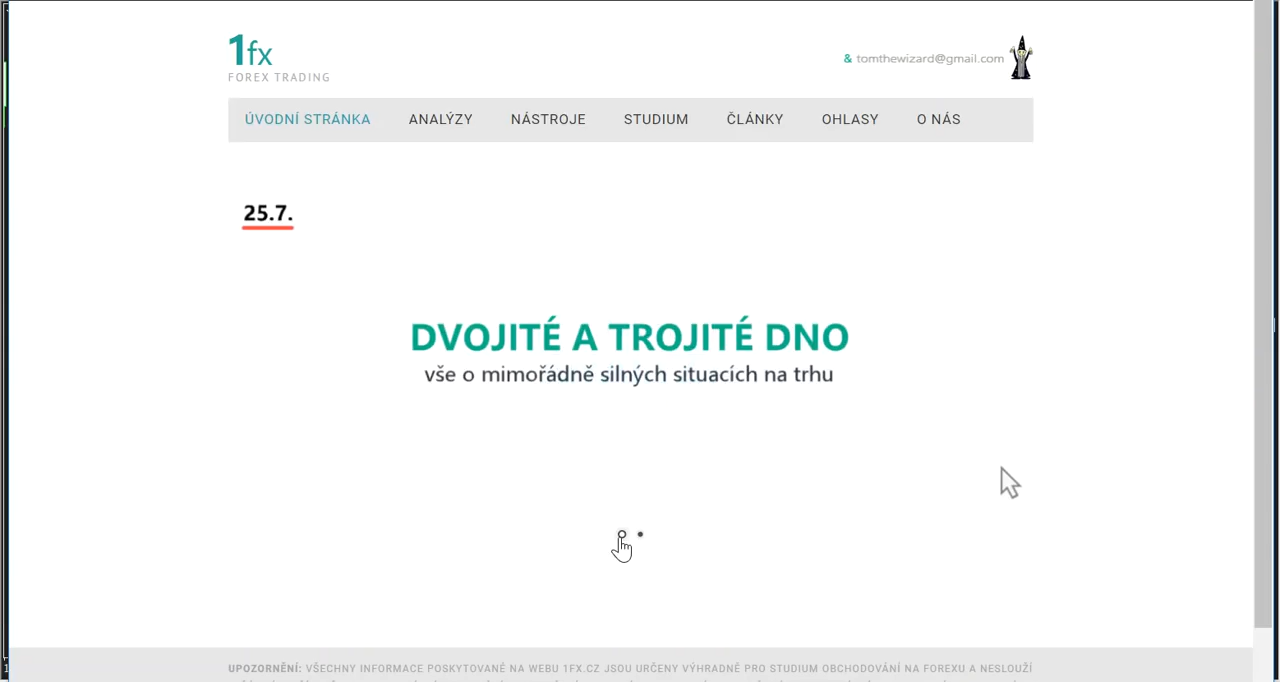 1fx
FOREX TRADING
& tomthewizard@gmail.com
ÚVODNÍ STRÁNKA ANALÝZY NÁSTROJE STUDIUM ČLÁNKY OHLASY O NÁS
25.7.
DVOJITÉ A TROJITÉ DNO
vše o mimořádně silných situacích na trhu
UPOZORNĚNÍ: VŠECHNY INFORMACE POSKYTOVANÉ NA WEBU 1FX.CZ JSOU URČENY VÝHRADNĚ PRO STUDIUM OBCHODOVÁNÍ NA FOREXU A NESLOUŽÍ